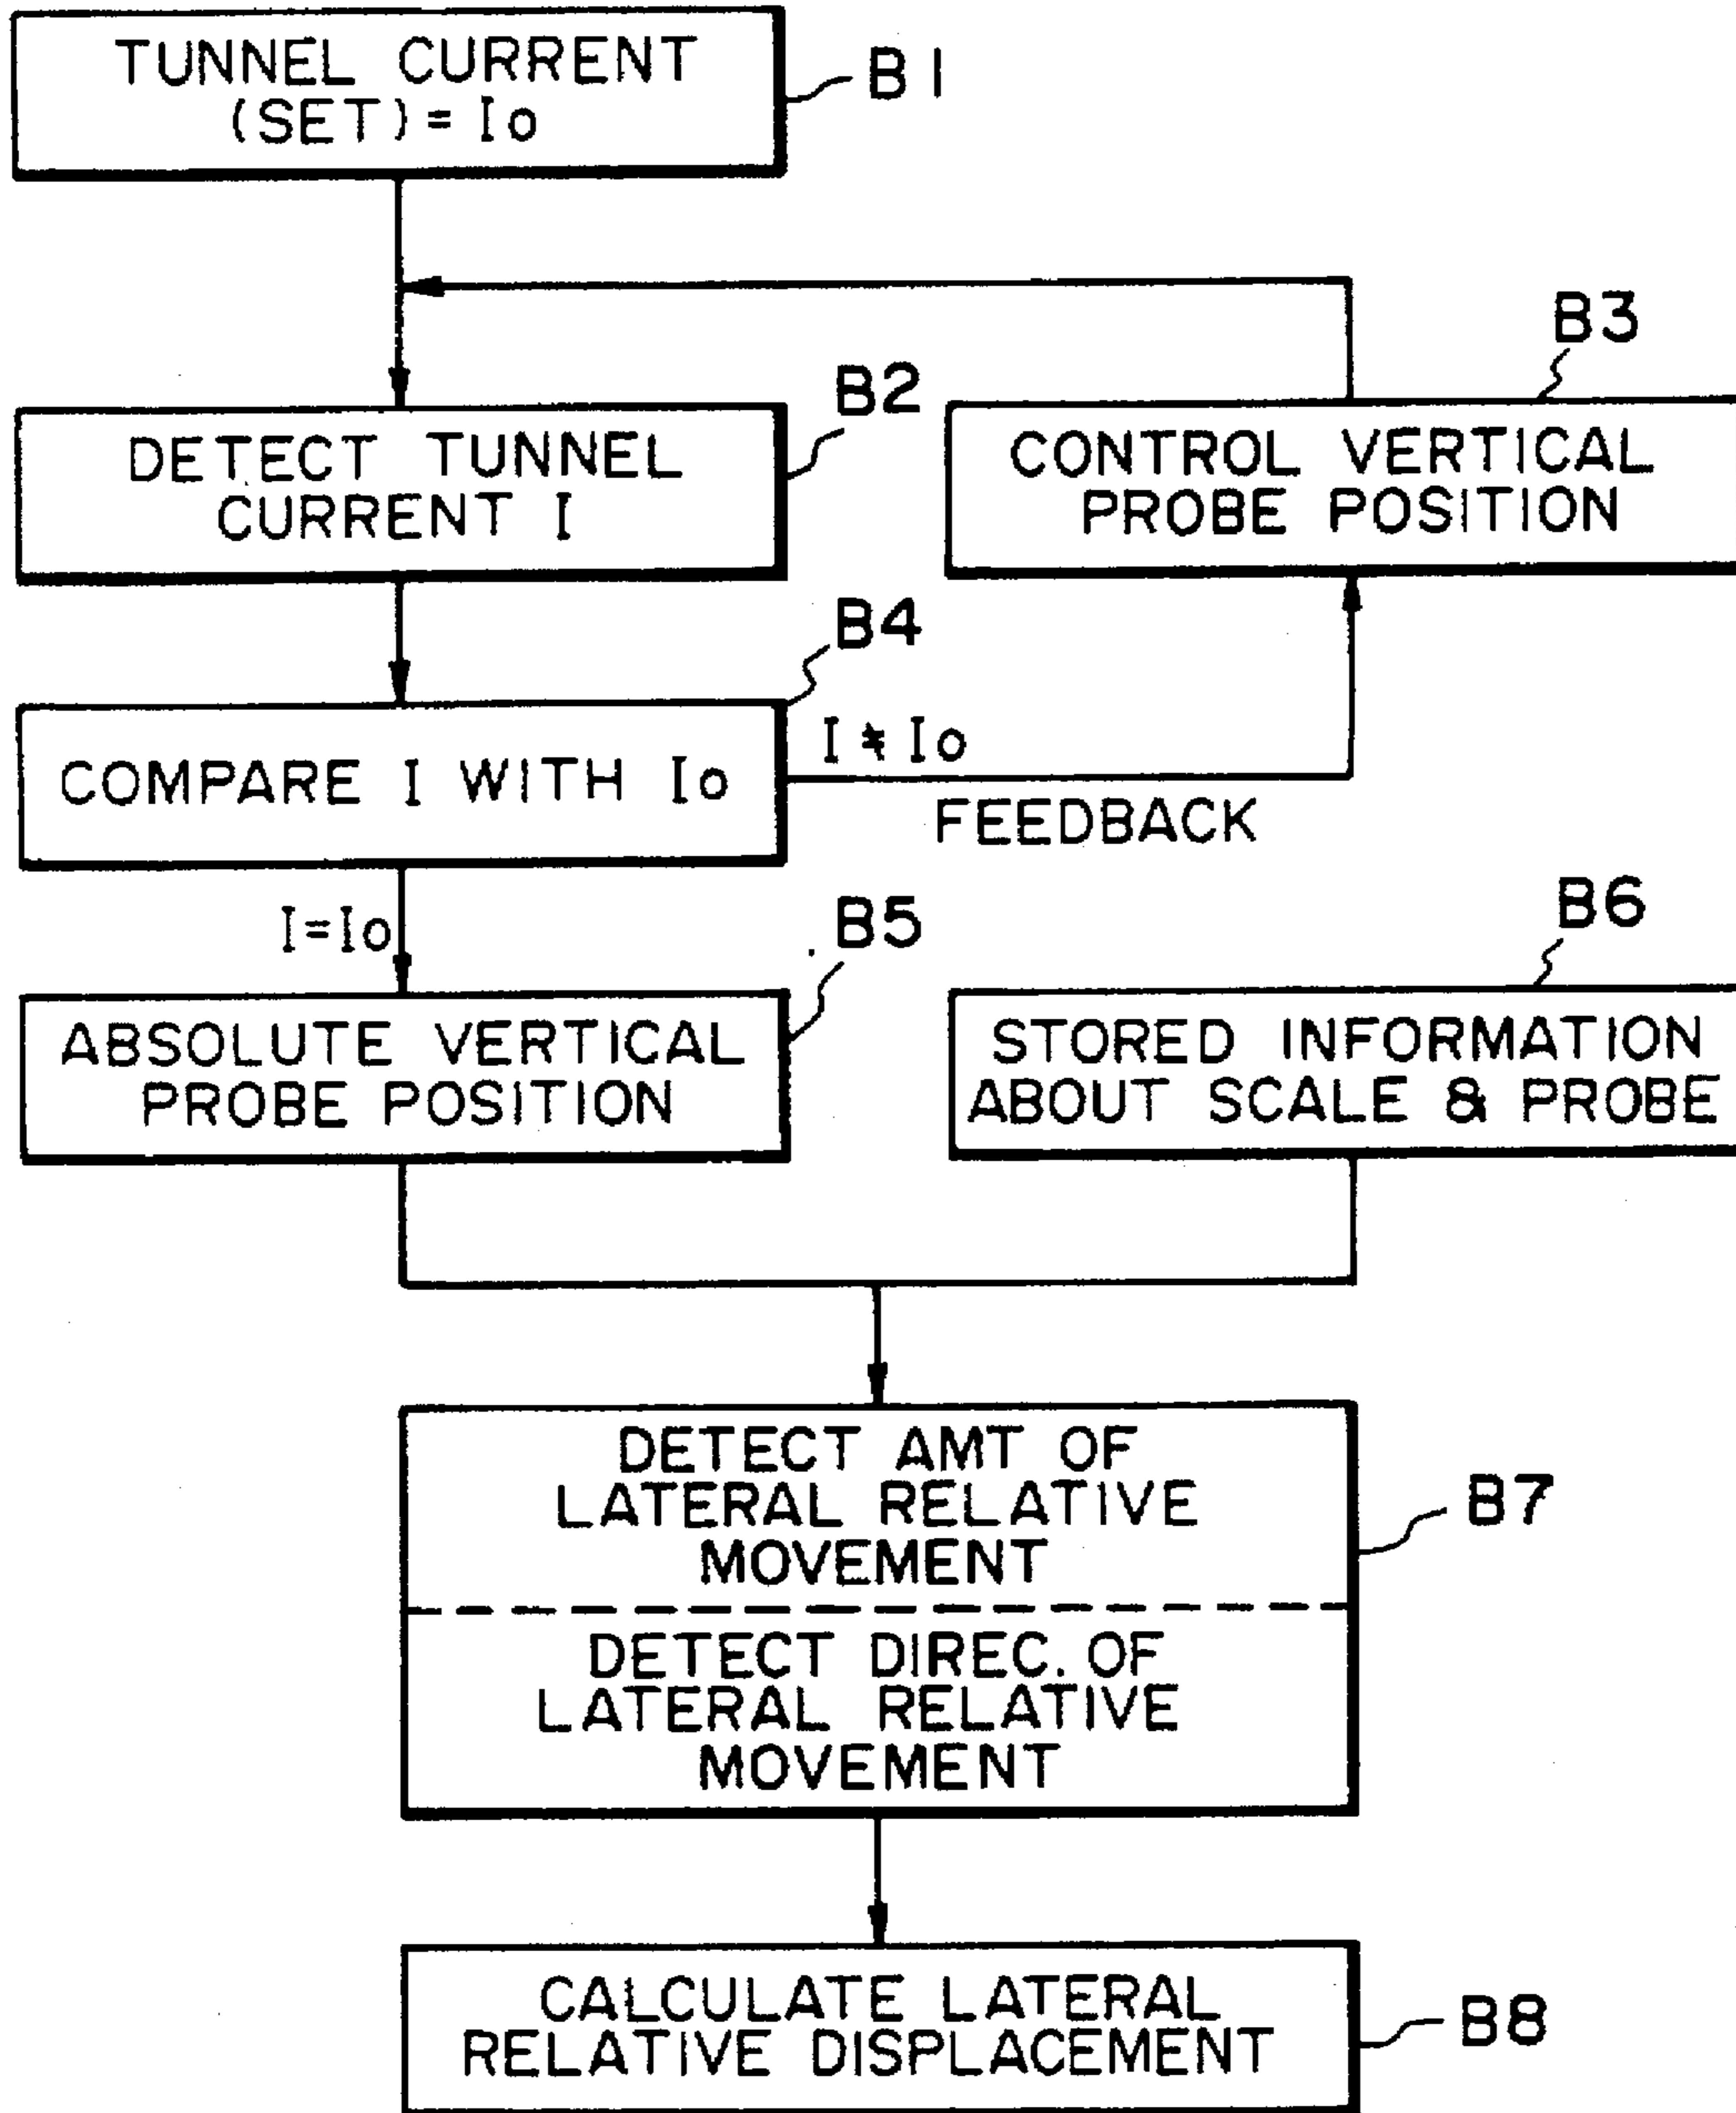 TUNNEL CURRENT
(SET) = Io
B1
B3
B2
DETECT TUNNEL
CURRENT I
CONTROL VERTICAL
PROBE POSITION
B4
COMPARE I WITH Io
I ≠ Io
FEEDBACK
I=Io
B5
B6
ABSOLUTE VERTICAL
PROBE POSITION
STORED INFORMATION
ABOUT SCALE & PROBE
DETECT AMT OF
LATERAL RELATIVE
MOVEMENT
B7
DETECT DIREC. OF
LATERAL RELATIVE
MOVEMENT
CALCULATE LATERAL
RELATIVE DISPLACEMENT
B8